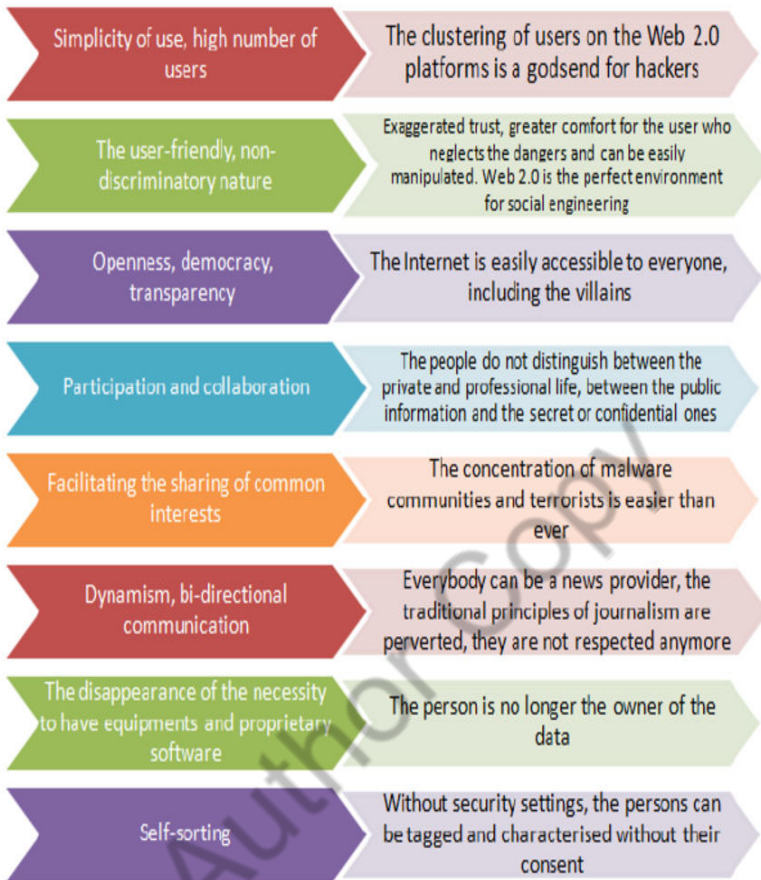 Simplicity of use, high number of
users
The clustering of users on the Web 2.0
platforms is a godsend for hackers
The user-friendly, non-
discriminatory nature
Exaggerated trust, greater comfort for the user who
neglects the dangers and can be easily
manipulated. Web 2.0 is the perfect environment
for social engineering
Openness, democracy,
transparency
The Internet is easily accessible to everyone,
including the villains
Participation and collaboration
The people do not distinguish between the
private and professional life, between the public
information and the secret or confidential ones
Facilitating the sharing of common
interests
The concentration of malware
communities and terrorists is easier than
ever
Dynamism, bi-directional
communication
Everybody can be a news provider, the
traditional principles of journalism are
perverted, they are not respected anymore
The disappearance of the necessity
to have equipments and proprietary
software
The person is no longer the owner of the
data
Self-sorting
Without security settings, the persons can
be tagged and characterised without their
consent
Author Copy